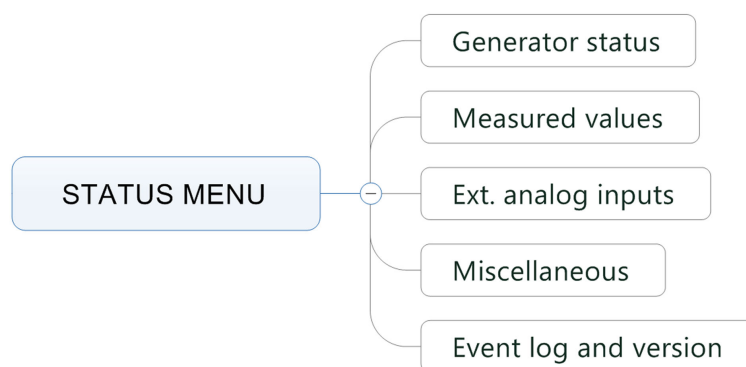 Generator status
Measured values
STATUS MENU
Ext. analog inputs
Miscellaneous
Event log and version